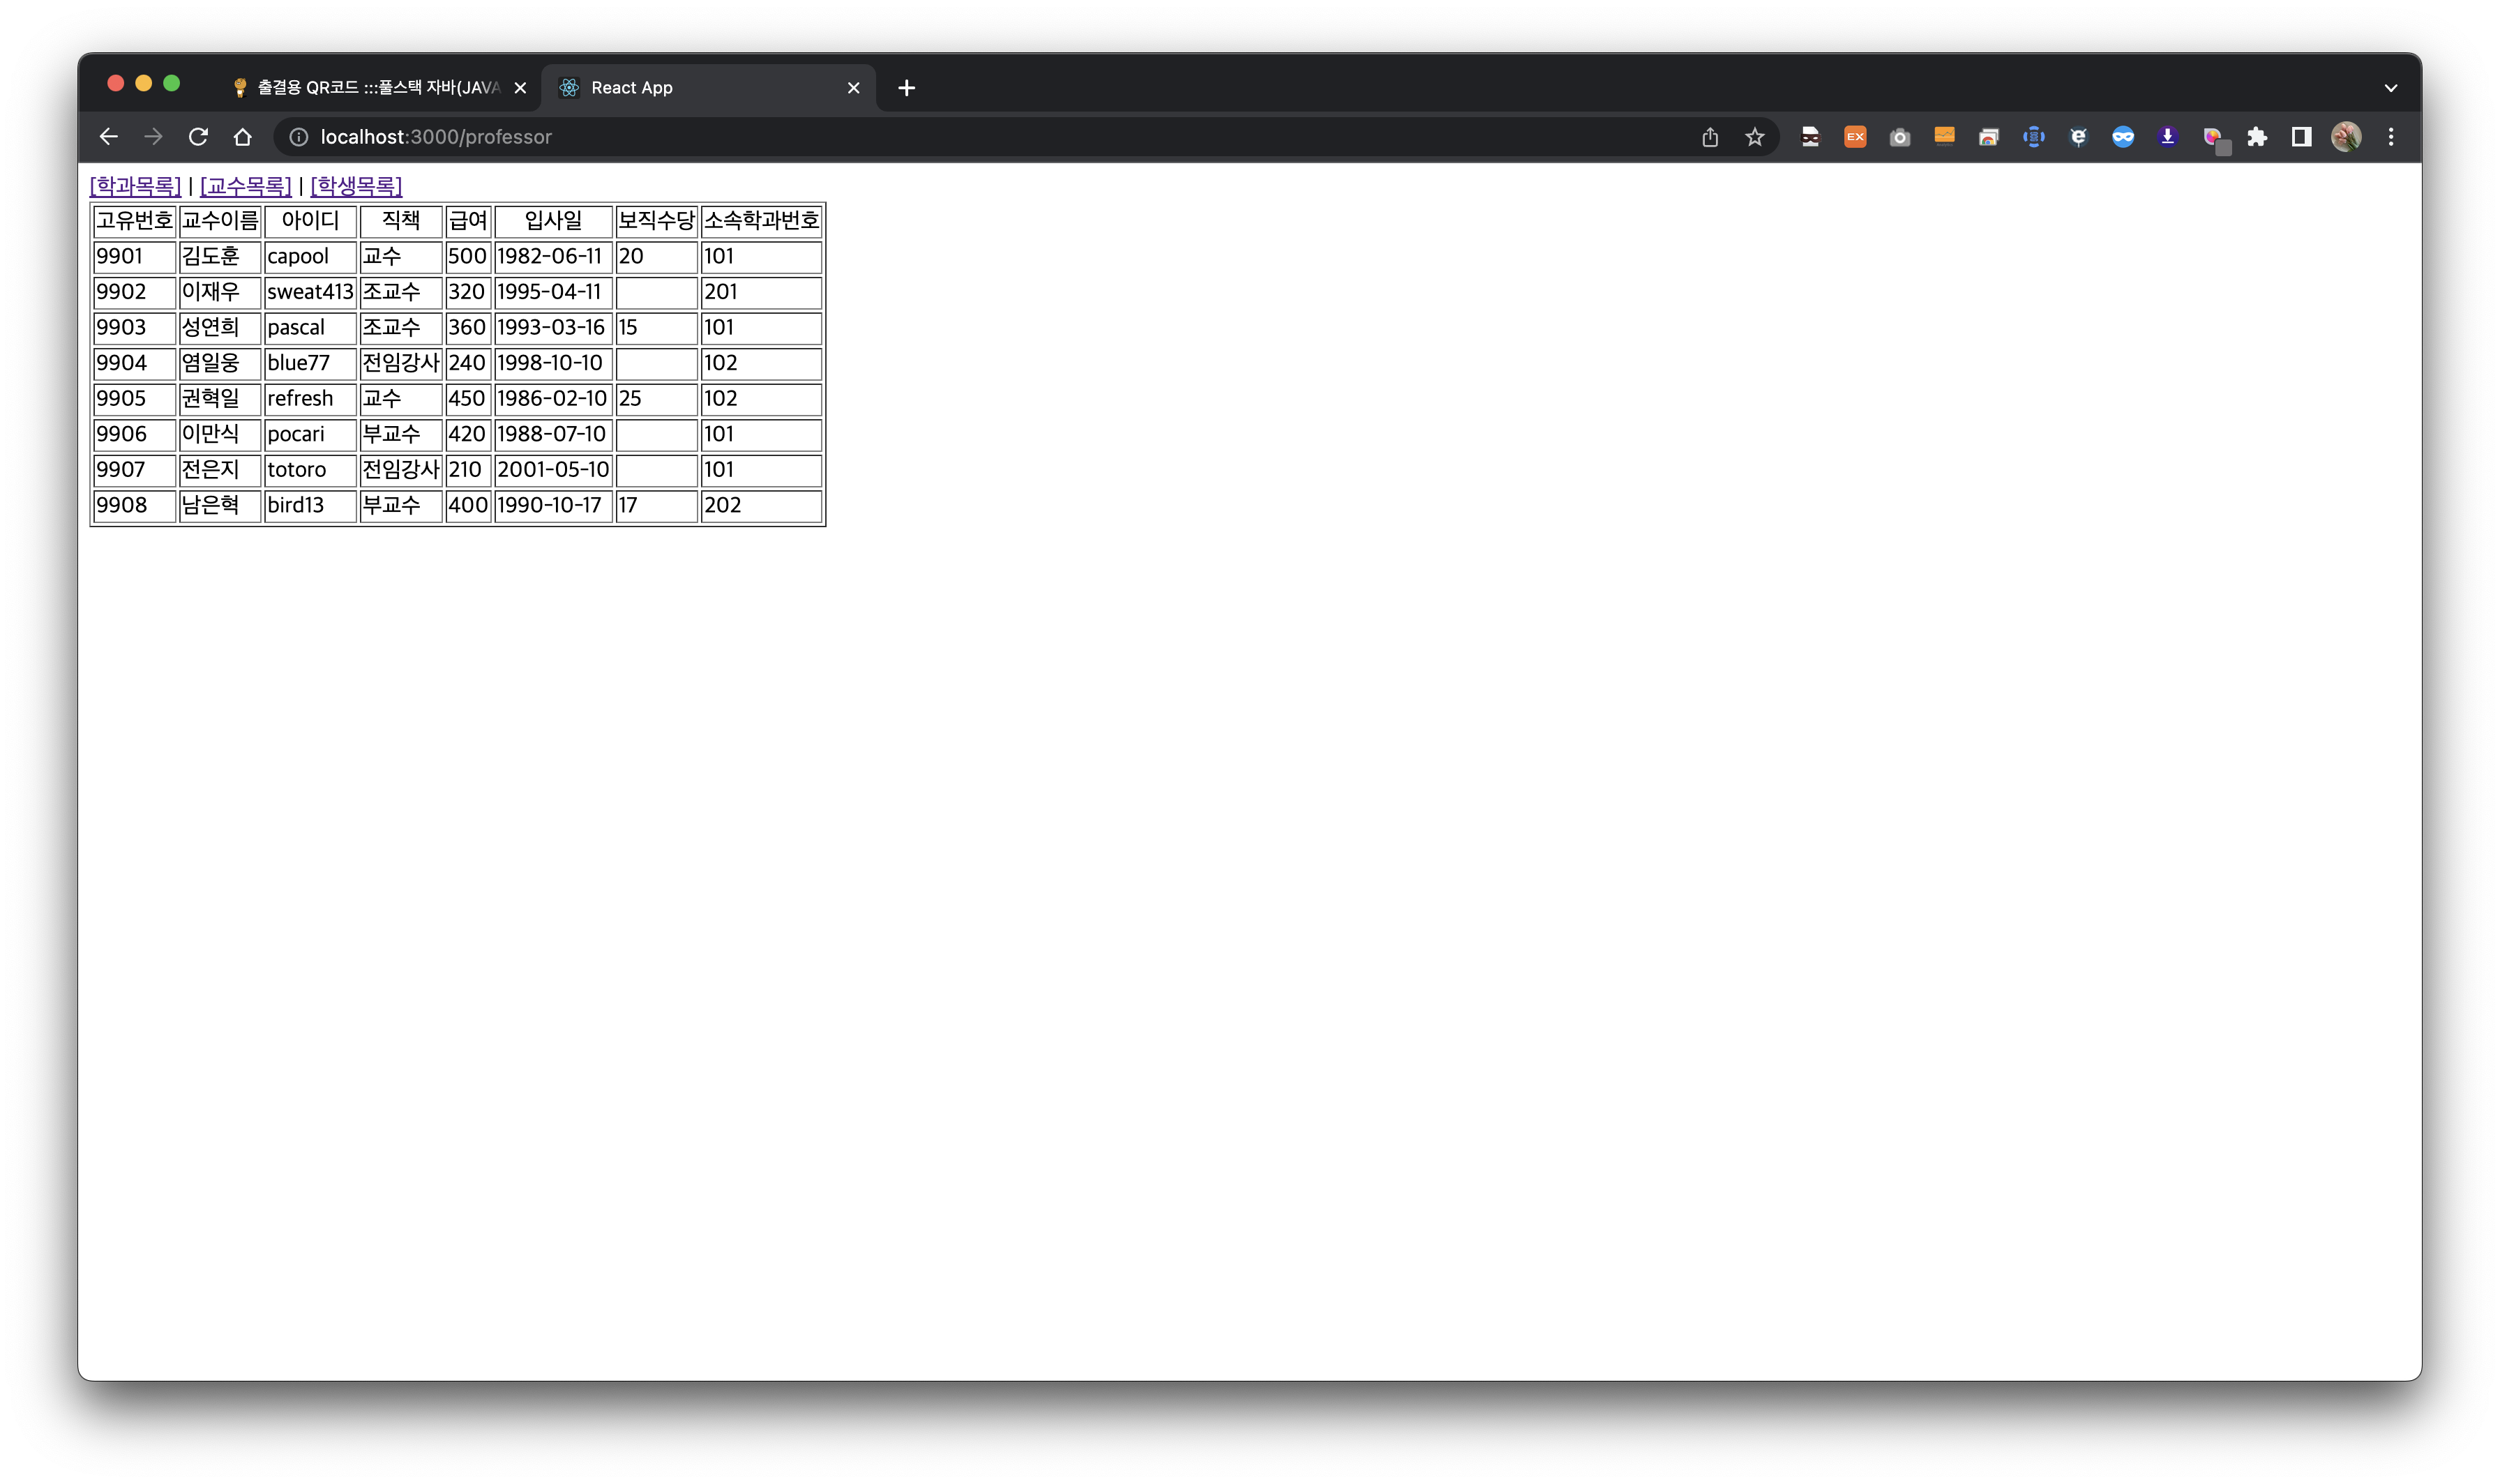 출결용 QR코드 :::풀스택 자바(JAVA
React App
localhost:3000/professor
EX
[학과목록] | [교수목록] | [학생목록]
고유번호 교수이름 아이디 직책 급여 입사일 보직수당 소속학과번호
9901 김도훈 capool 교수 500 1982-06-11 20 101
9902 이재우 sweat413 조교수 320 1995-04-11 201
9903 성연희 pascal 조교수 360 1993-03-16 15 101
9904 염일웅 blue77 전임강사 240 1998-10-10 102
9905 권혁일 refresh 교수 450 1986-02-10 25 102
9906 이만식 pocari 부교수 420 1988-07-10 101
9907 전은지 totoro 전임강사 210 2001-05-10 101
9908 남은혁 bird13 부교수 400 1990-10-17 17 202